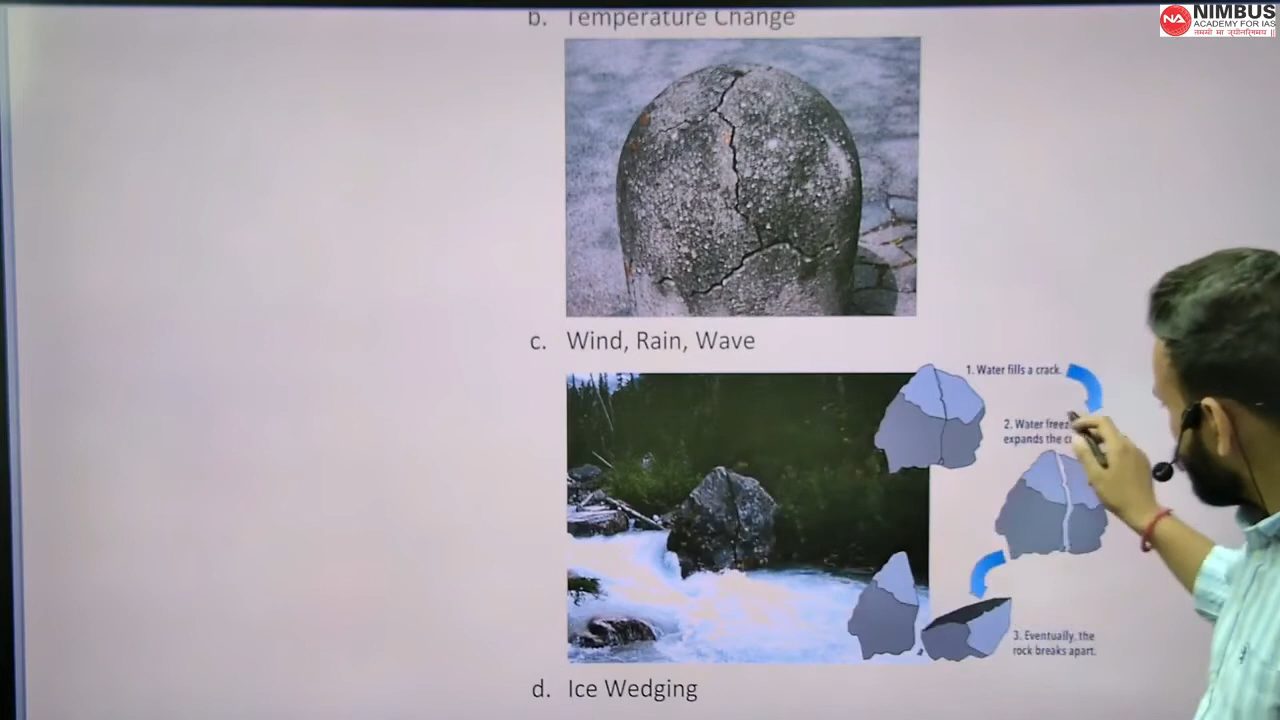 b. Temperature Change
NIMBUS
ACADEMY FOR IAS
NA
c. Wind, Rain, Wave
1. Water fills a crack.
2. Water
expands the
3. Eventually, the
rock breaks apart.
d. Ice Wedging